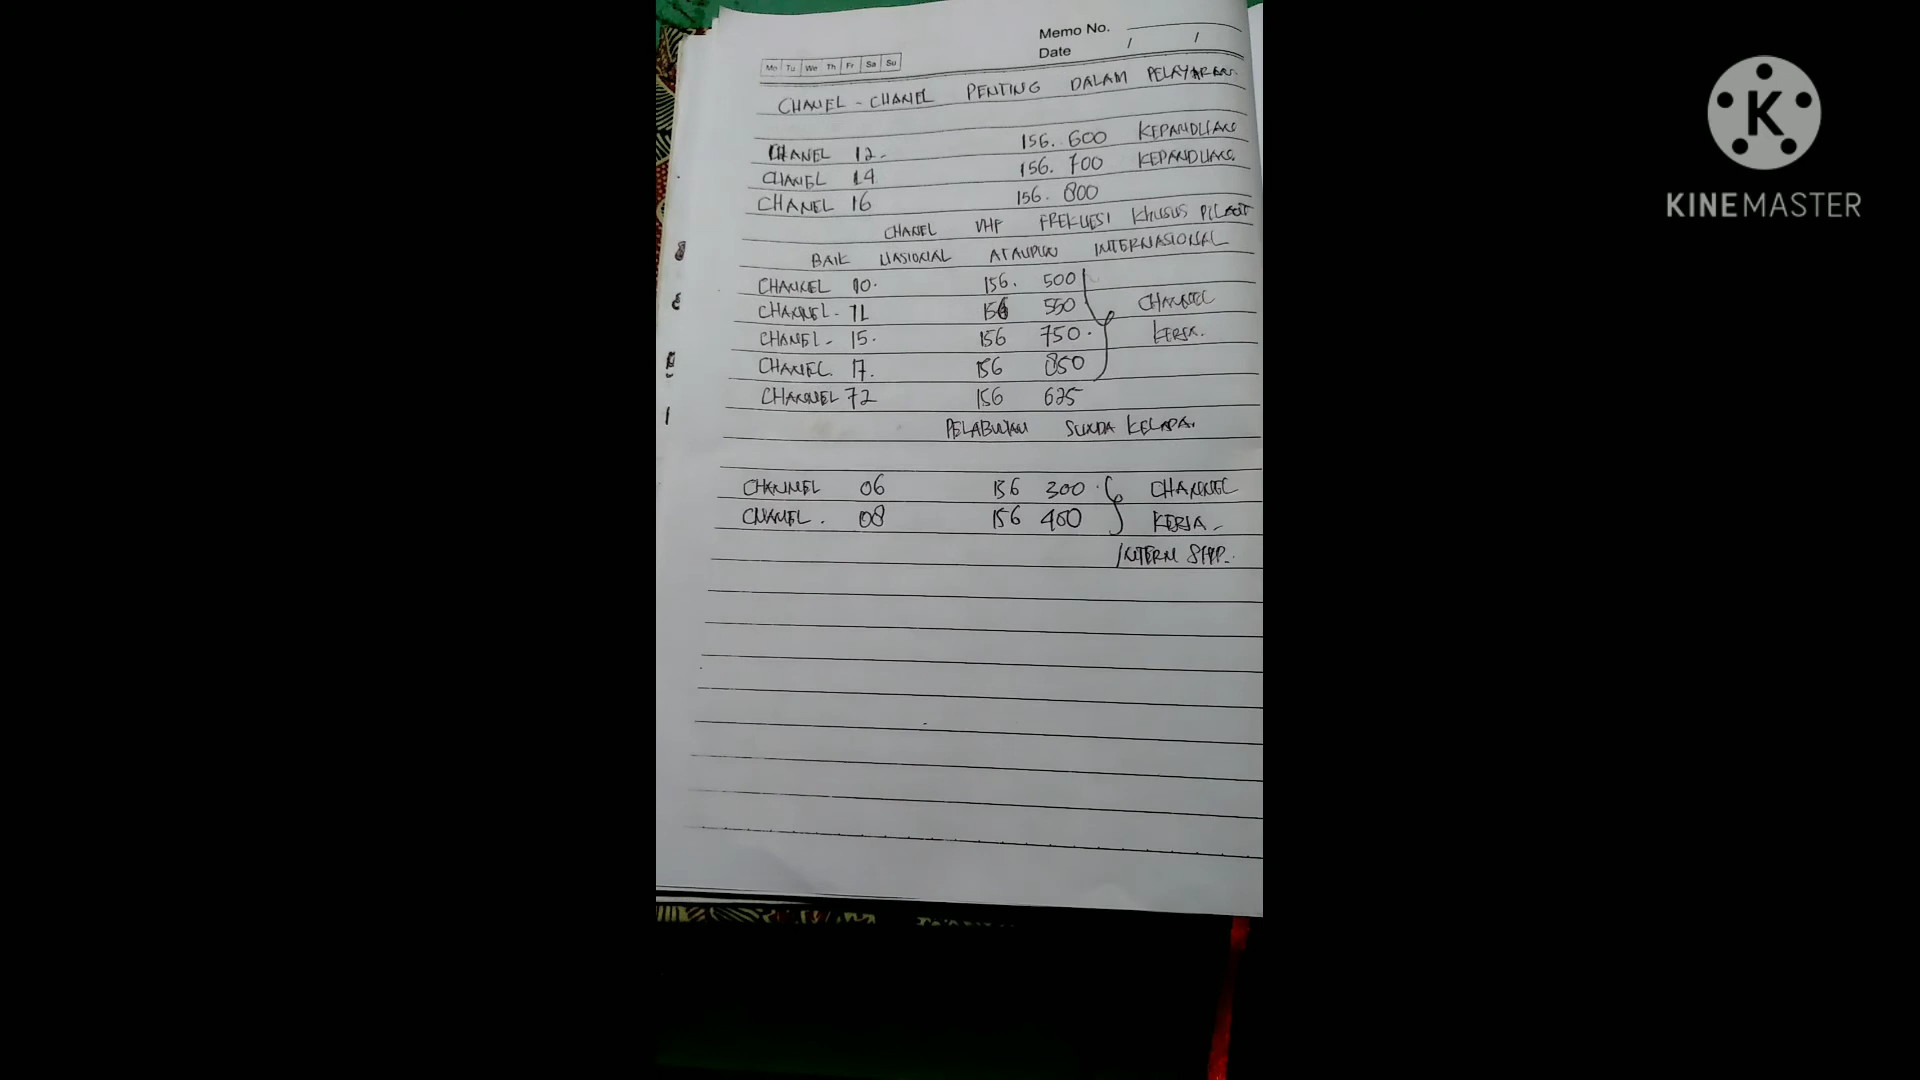 Memo No.
Date / /
Mo Tu We Th Fr Sa Su
CHANEL - CHANEL PENTING DALAM PELAYARAN.
CHANEL 12. 156. 600 KEPANDUAN
CHANEL 14 156. 700 KEPANDUAN.
CHANEL 16 156. 800
CHANEL VHF FREKUESI KHUSUS
BAIK NASIONAL ATAUPUN INTERNASIONAL
CHANNEL 10. 156. 500
CHANNEL. 11 156 550 CHANNEL
CHANEL - 15. 156 750. KERJA.
CHANEL. 17. 156 850
CHANNEL 72 156 625
PELABUHAN SUNDA KELAPA.
CHANNEL 06 156 300. CHANNEL
CHANEL. 08 156 400 KERJA -
INTERN SHIP.
K
KINEMASTER